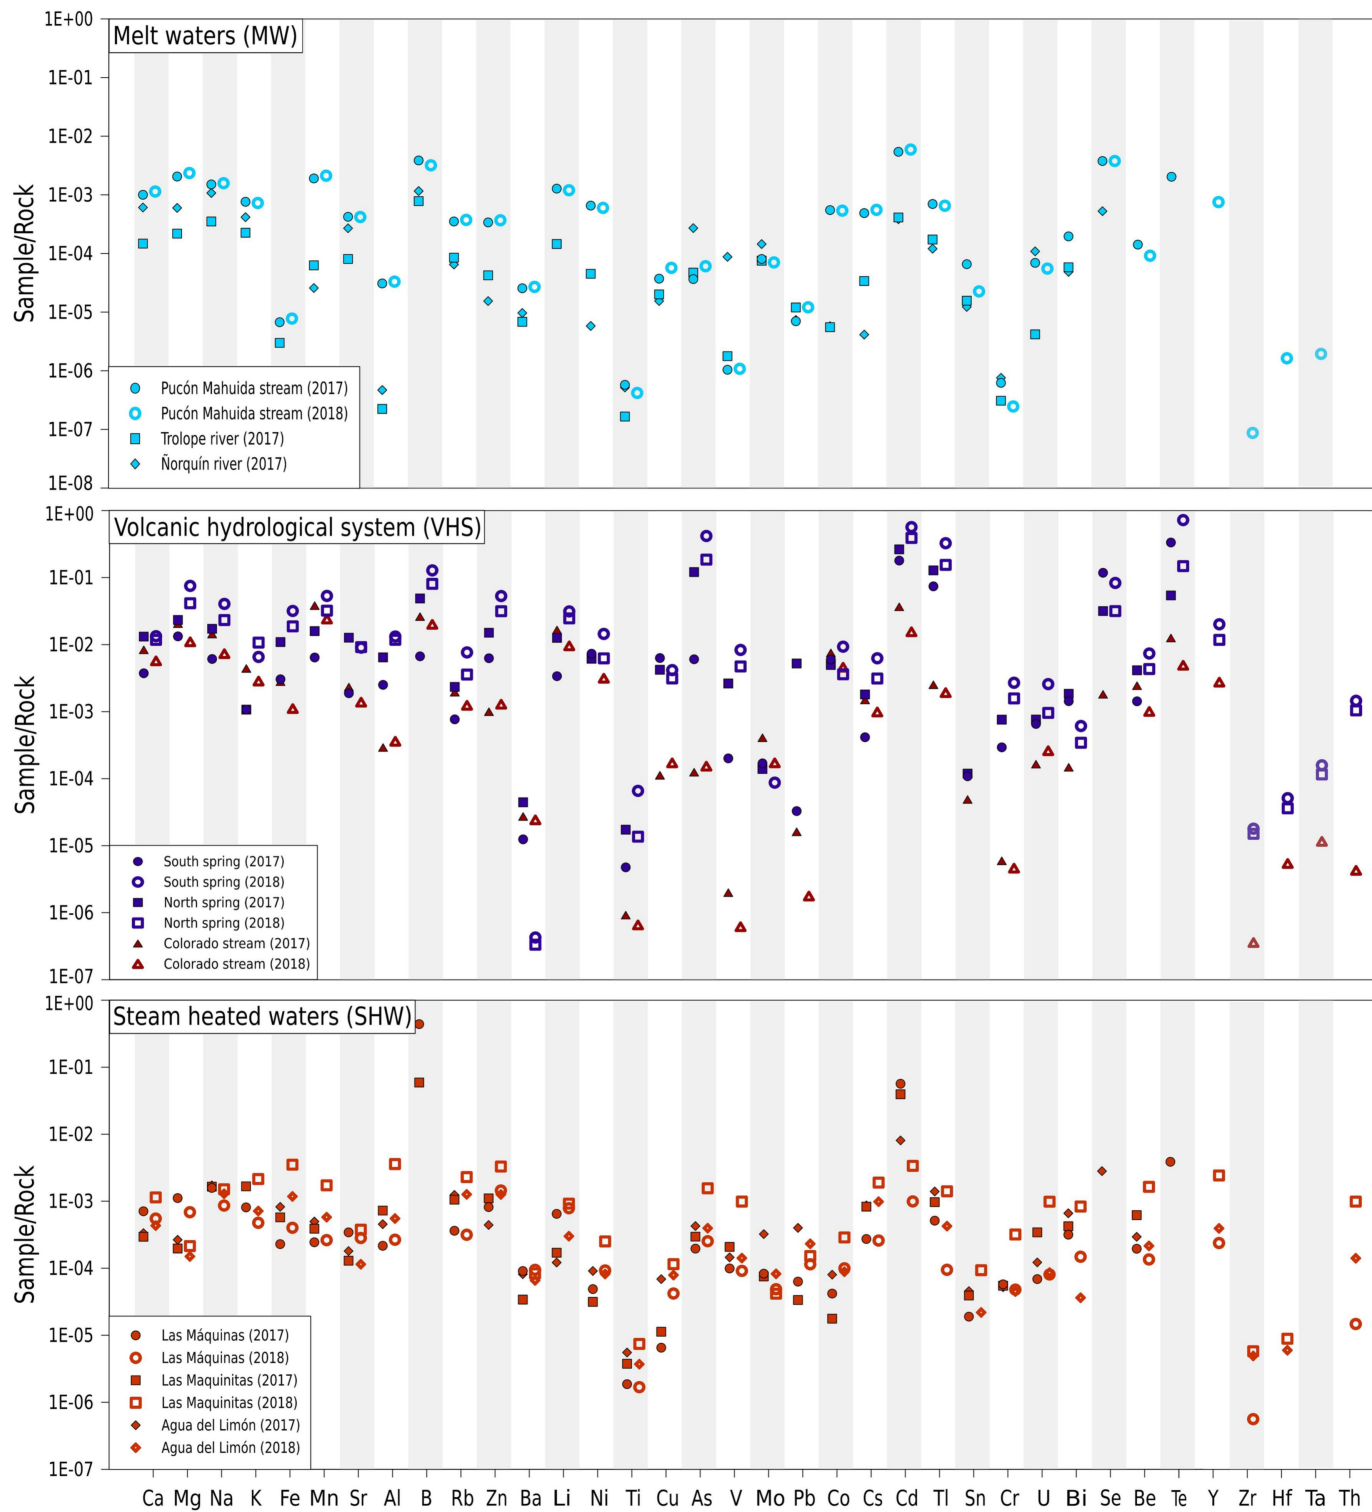 Melt waters (MW)
1E+00
1E-01
1E-02
1E-03
1E-04
1E-05
1E-06
1E-07
1E-08
Sample/Rock
Pucón Mahuida stream (2017)
Pucón Mahuida stream (2018)
Trolope river (2017)
Ñorquín river (2017)
Volcanic hydrological system (VHS)
1E+00
1E-01
1E-02
1E-03
1E-04
1E-05
1E-06
1E-07
Sample/Rock
South spring (2017)
South spring (2018)
North spring (2017)
North spring (2018)
Colorado stream (2017)
Colorado stream (2018)
Steam heated waters (SHW)
1E+00
1E-01
1E-02
1E-03
1E-04
1E-05
1E-06
1E-07
Sample/Rock
Las Máquinas (2017)
Las Máquinas (2018)
Las Maquinitas (2017)
Las Maquinitas (2018)
Agua del Limón (2017)
Agua del Limón (2018)
Ca Mg Na K Fe Mn Sr Al B Rb Zn Ba Li Ni Ti Cu As V Mo Pb Co Cs Cd Tl Sn Cr U Bi Se Be Te Y Zr Hf Ta Th